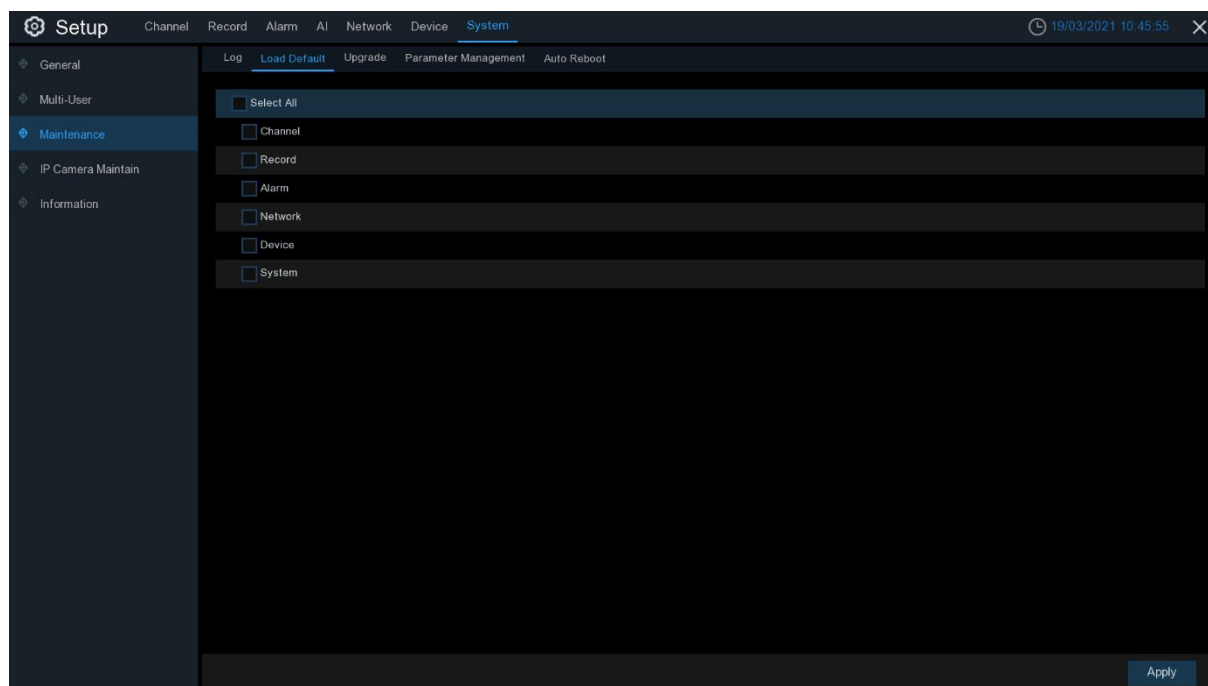 Setup Channel Record Alarm AI Network Device System 19/03/2021 10:45:55
General
Multi-User
Maintenance
IP Camera Maintain
Information
Log Load Default Upgrade Parameter Management Auto Reboot
Select All
Channel
Record
Alarm
Network
Device
System
Apply